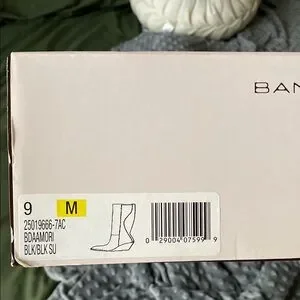 BAN
9 M
25019666-7AC
BDAAMORI
BLK/BLK SU
0 29004 07599 9